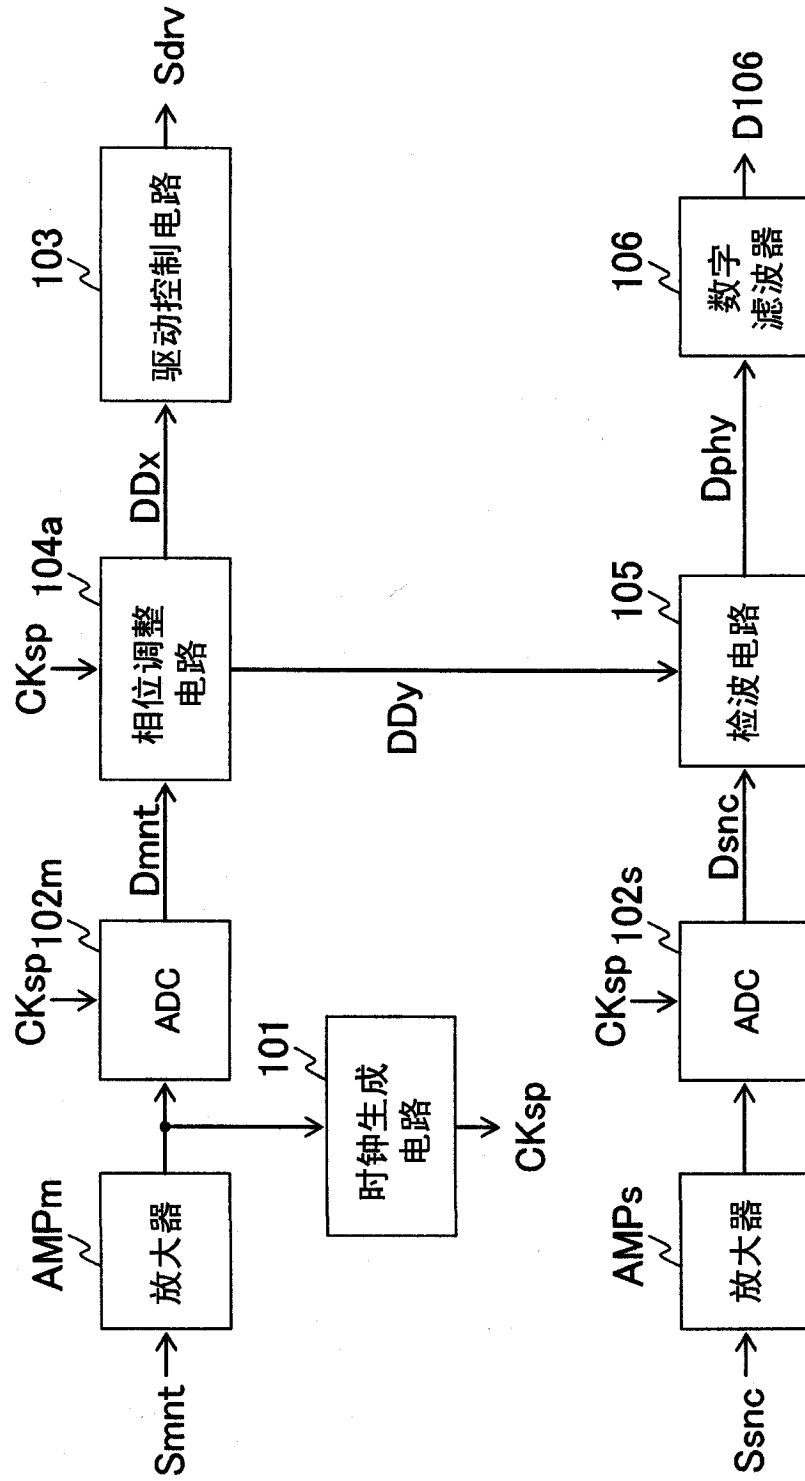 Smnt
AMPm
放大器
CKsp
102m
ADC
Dmnt
CKsp
104a
相位调整
电路
DDx
103
驱动控制电路
Sdrv
101
时钟生成
电路
CKsp
DDy
Ssnc
AMPs
放大器
CKsp
102s
ADC
Dsnc
105
检波电路
Dphy
106
数字
滤波器
D106